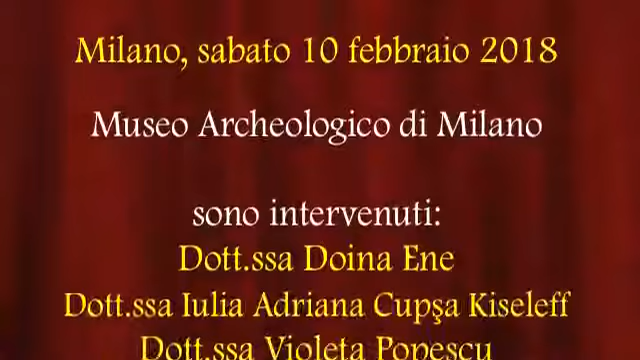 Milano, sabato 10 febbraio 2018
Museo Archeologico di Milano
sono intervenuti:
Dott.ssa Doina Ene
Dott.ssa Iulia Adriana Cupşa Kiseleff
Dott.ssa Violeta Popescu